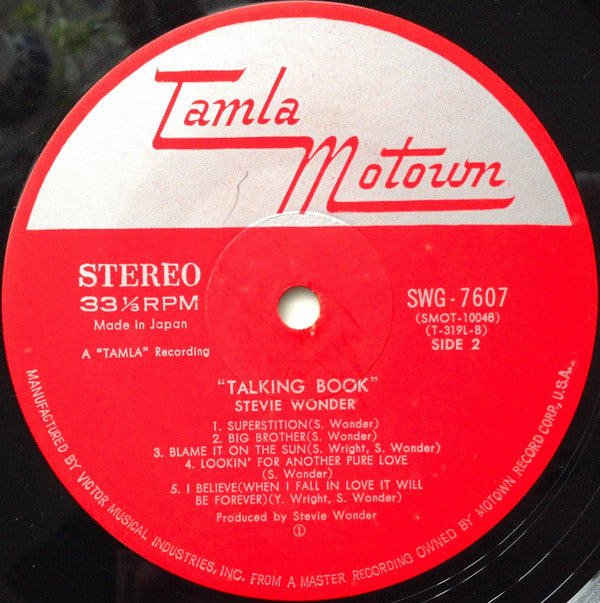 Tamla
Motown
STEREO
33⅓RPM
Made in Japan
A "TAMLA" Recording
SWG-7607
(SMOT-10048)
(T-319L-B)
SIDE 2
"TALKING BOOK"
STEVIE WONDER
1. SUPERSTITION(S. Wonder)
2. BIG BROTHER(S. Wonder)
3. BLAME IT ON THE SUN(S. Wright, S. Wonder)
4. LOOKIN' FOR ANOTHER PURE LOVE
(S. Wonder)
5. I BELIEVE(WHEN I FALL IN LOVE IT WILL
BE FOREVER)(Y. Wright, S. Wonder)
Produced by Stevie Wonder
Ⓘ
MANUFACTURED BY VICTOR MUSICAL INDUSTRIES, INC. FROM A MASTER RECORDING OWNED BY MOTOWN RECORD CORP., U.S.A.